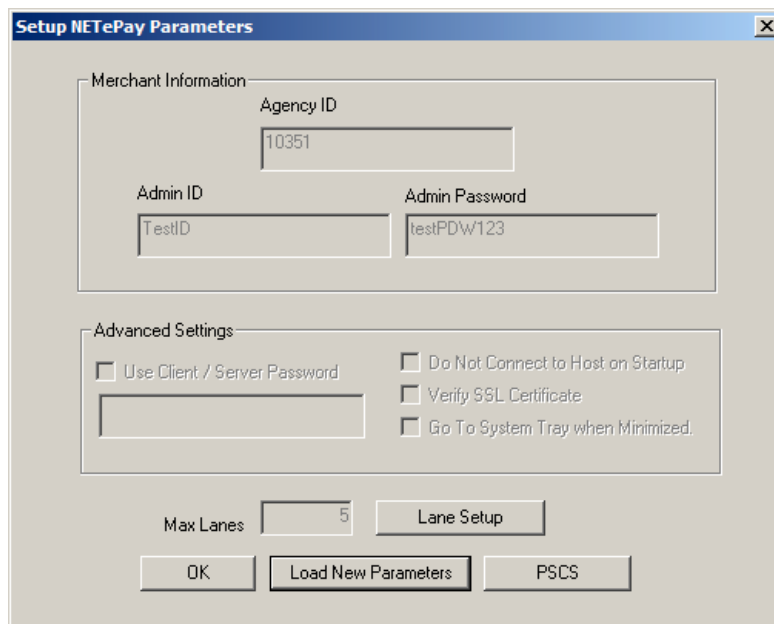 Setup NETePay Parameters
Merchant Information
Agency ID
10351
Admin ID
Admin Password
TestID
testPDW123
Advanced Settings
Use Client / Server Password
Do Not Connect to Host on Startup
Verify SSL Certificate
Go To System Tray when Minimized.
Max Lanes
5
Lane Setup
OK
Load New Parameters
PSCS